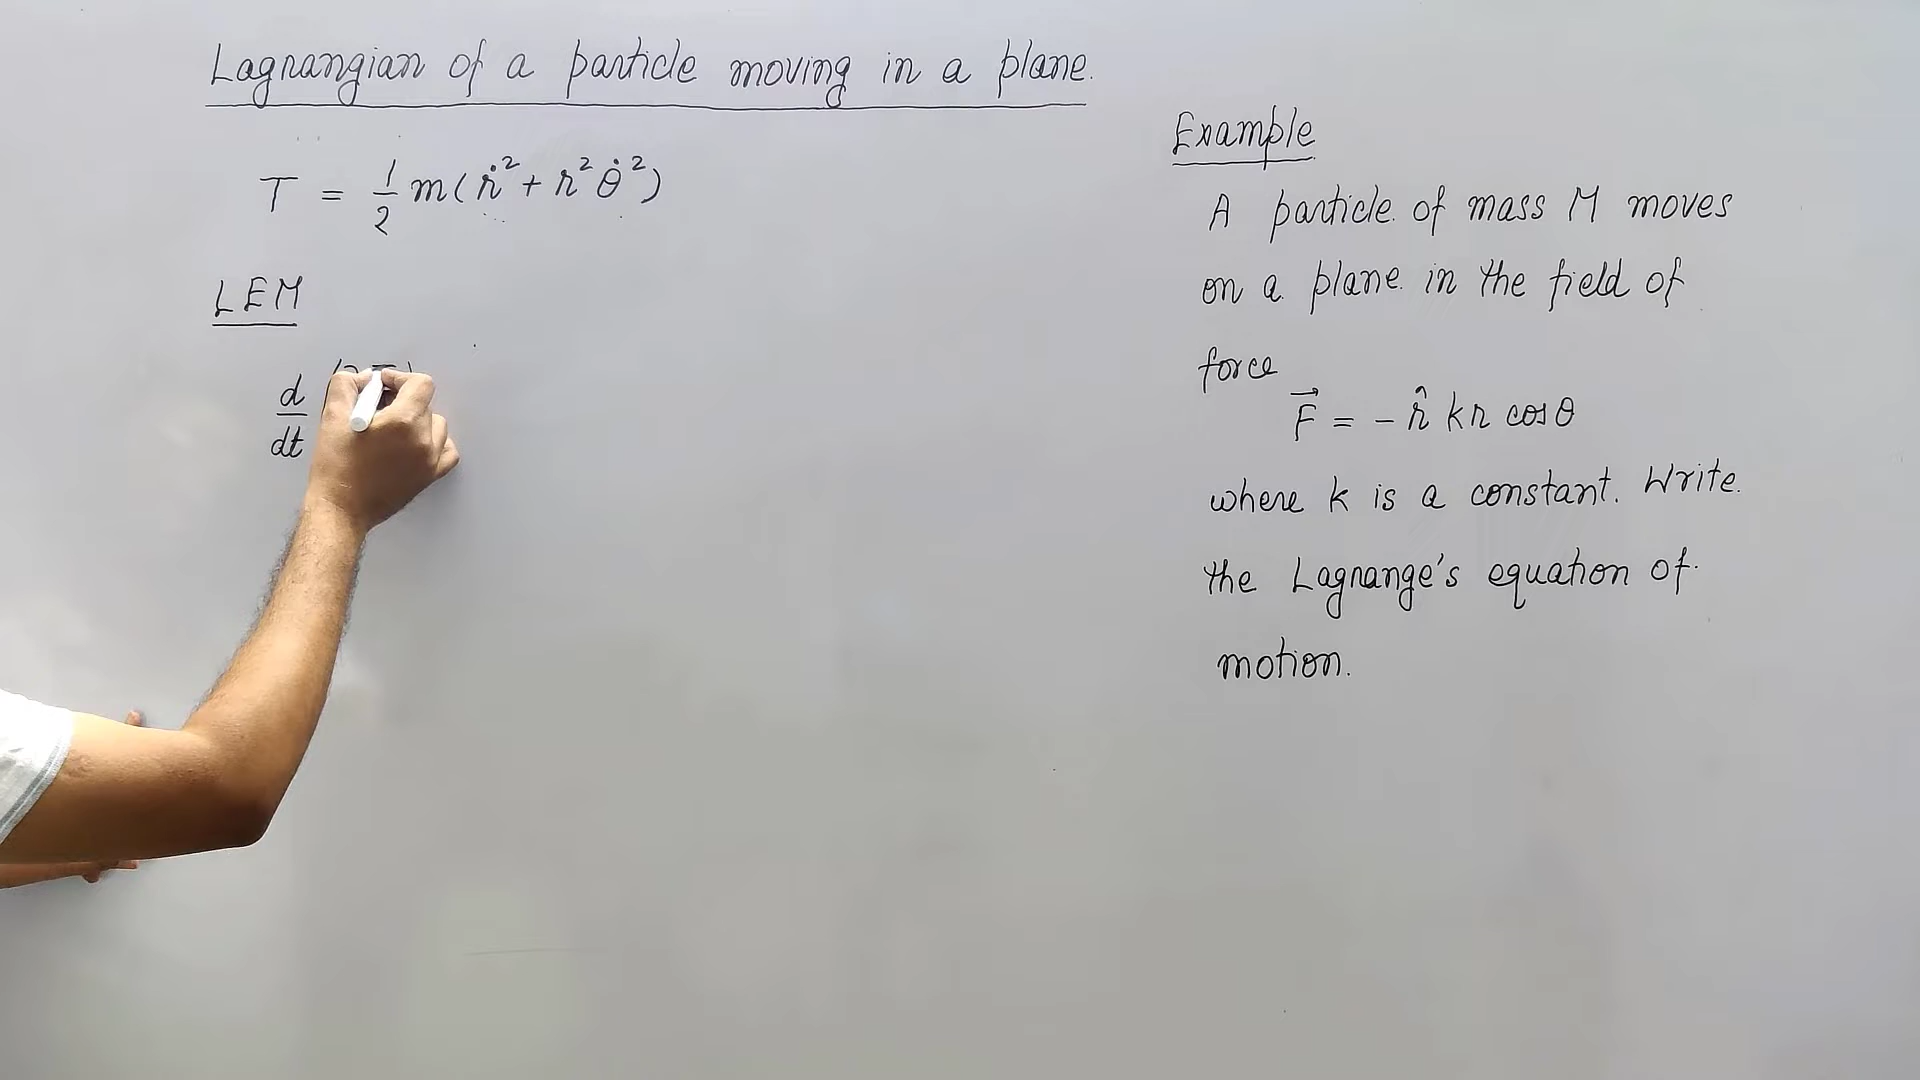 Lagrangian of a particle moving in a plane.
T = 1/2 m(ṙ² + r² θ̇²)
LEM
d/dt
Example
A particle of mass M moves
on a plane in the field of
force
F⃗ = - r̂ kr cosθ
where k is a constant. Write
the Lagrange's equation of
motion.